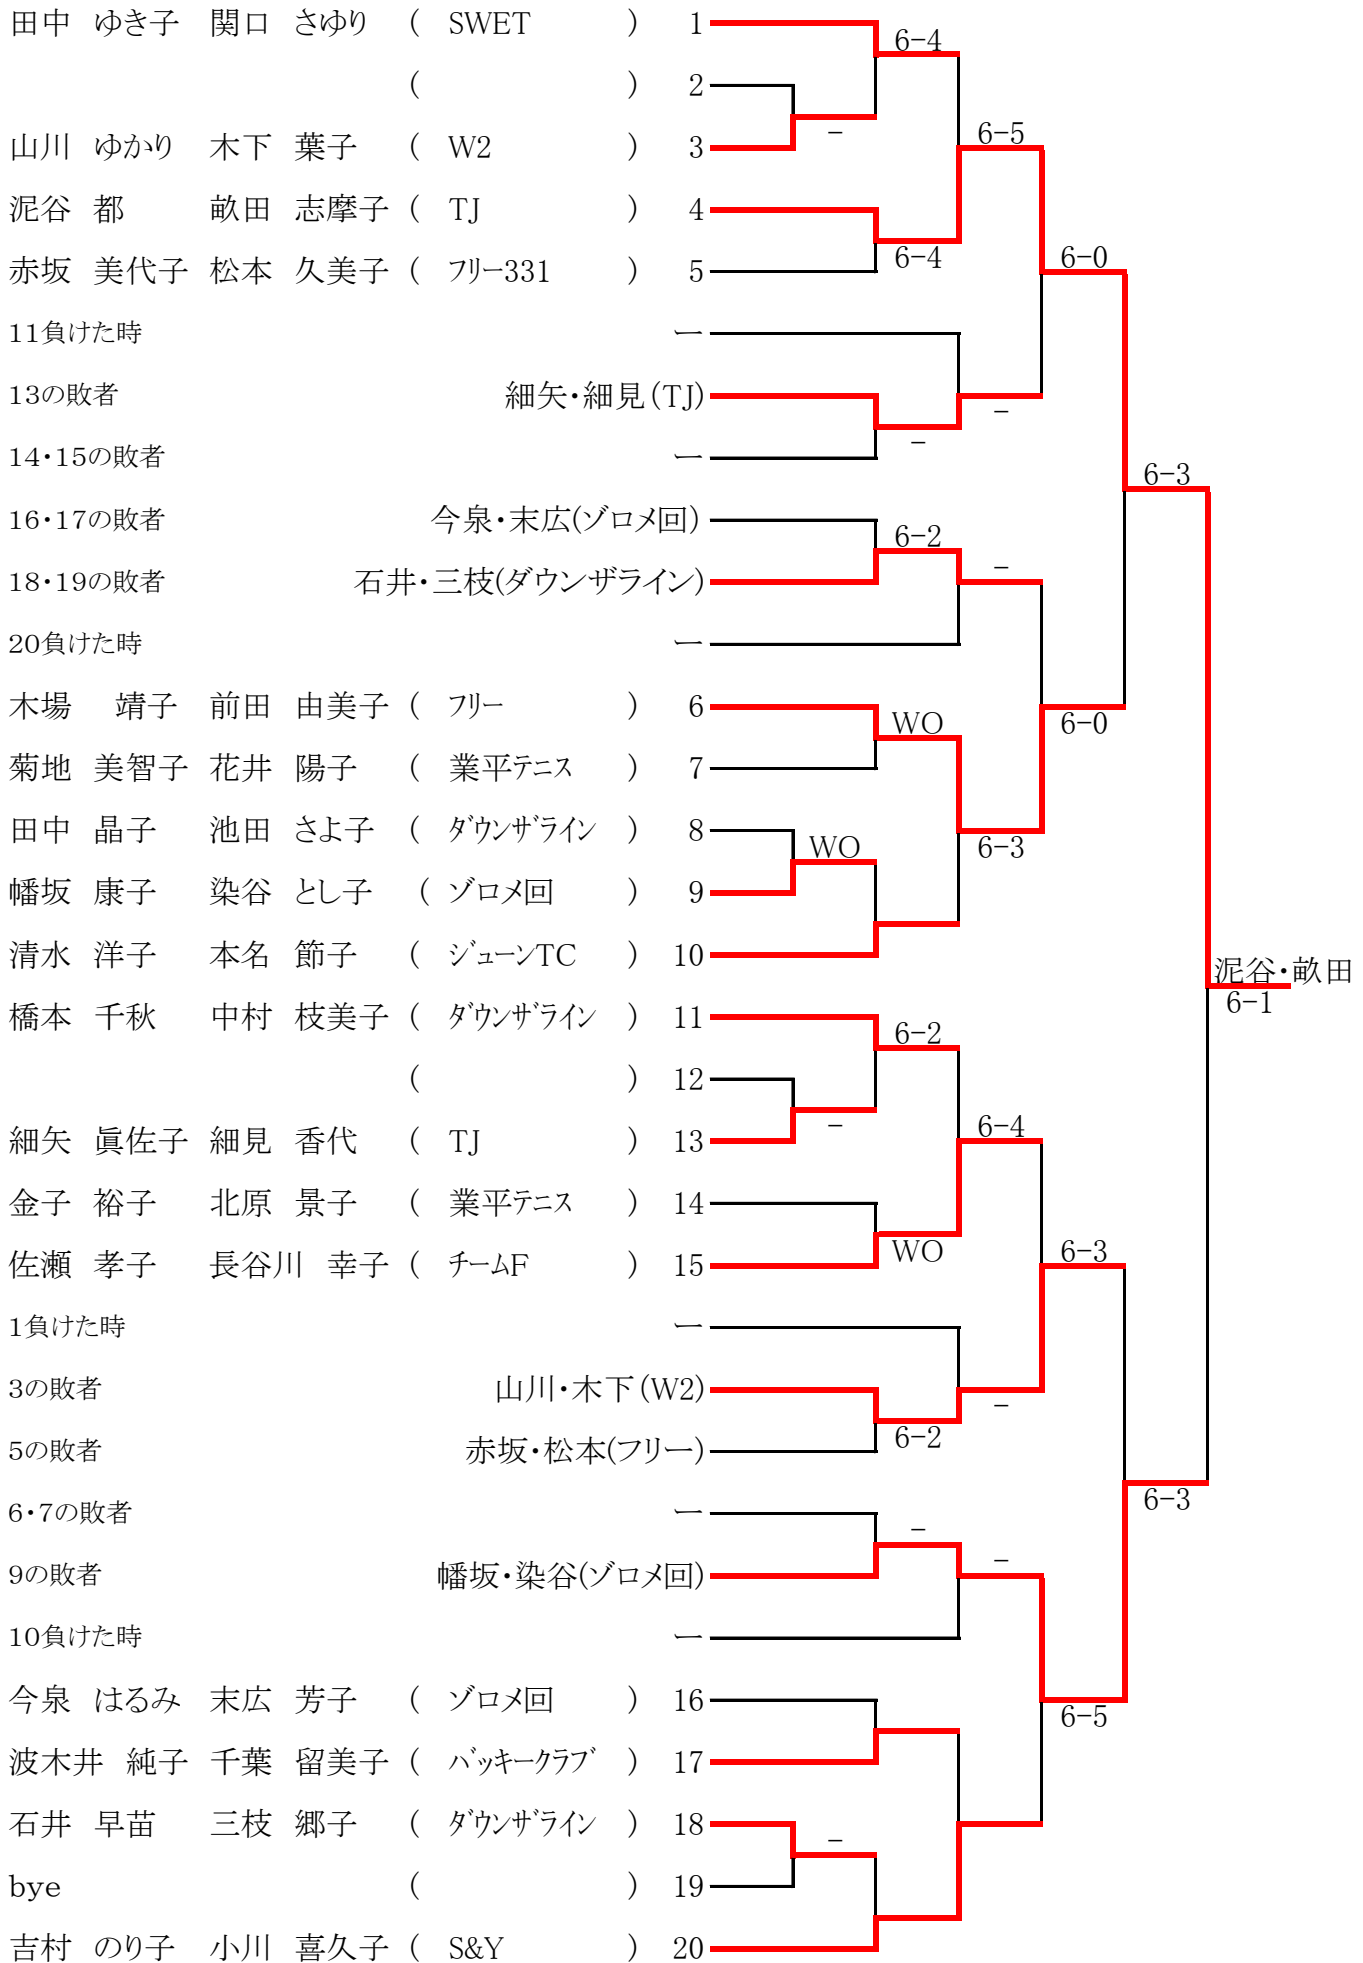 田中 ゆき子 関口 さゆり ( SWET ) 1
6-4
( ) 2
-
6-5
山川 ゆかり 木下 葉子 ( W2 ) 3
泥谷 都 畝田 志摩子 ( TJ ) 4
6-4
6-0
赤坂 美代子 松本 久美子 ( フリー331 ) 5
11負けた時 ー
13の敗者 細矢・細見(TJ)
-
-
14・15の敗者 ー
6-3
16・17の敗者 今泉・末広(ゾロメ回)
6-2
-
18・19の敗者 石井・三枝(ダウンザライン)
20負けた時 ー
木場 靖子 前田 由美子 ( フリー ) 6
WO
6-0
菊地 美智子 花井 陽子 ( 業平テニス ) 7
田中 晶子 池田 さよ子 ( ダウンザライン ) 8
WO
6-3
幡坂 康子 染谷 とし子 ( ゾロメ回 ) 9
清水 洋子 本名 節子 ( ジューンTC ) 10
泥谷・畝田
6-1
橋本 千秋 中村 枝美子 ( ダウンザライン ) 11
6-2
( ) 12
-
6-4
細矢 眞佐子 細見 香代 ( TJ ) 13
金子 裕子 北原 景子 ( 業平テニス ) 14
WO
6-3
佐瀬 孝子 長谷川 幸子 ( チームF ) 15
1負けた時 ー
3の敗者 山川・木下(W2)
-
6-2
5の敗者 赤坂・松本(フリー)
6-3
6・7の敗者 ー
-
-
9の敗者 幡坂・染谷(ゾロメ回)
10負けた時 ー
今泉 はるみ 末広 芳子 ( ゾロメ回 ) 16
6-5
波木井 純子 千葉 留美子 ( バッキークラブ ) 17
石井 早苗 三枝 郷子 ( ダウンザライン ) 18
-
bye ( ) 19
吉村 のり子 小川 喜久子 ( S&Y ) 20